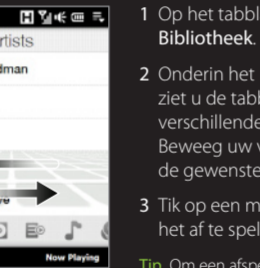 rtists
dman
Now Playing
1 Op het tabbl
Bibliotheek.
2 Onderin het
ziet u de tabb
verschillende
Beweeg uw v
de gewenste
3 Tik op een m
het af te spel
Tip Om een afspe